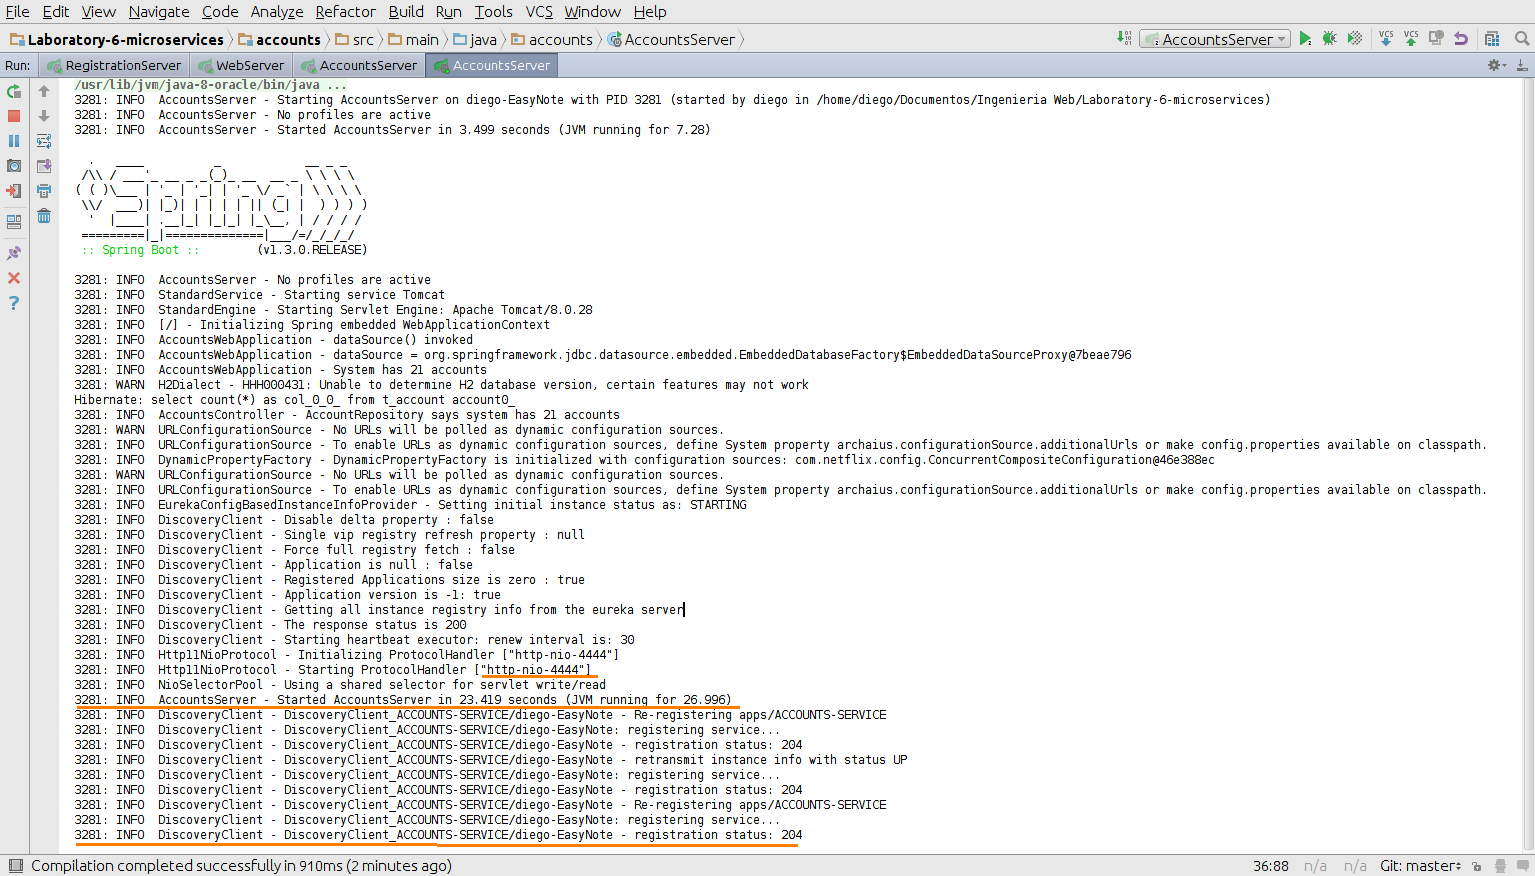 File Edit View Navigate Code Analyze Refactor Build Run Tools VCS Window Help
Laboratory-6-microservices accounts src main java accounts AccountsServer AccountsServer VCS VCS
Run: RegistrationServer WebServer AccountsServer AccountsServer
/usr/lib/jvm/java-8-oracle/bin/java ...
3281: INFO  AccountsServer - Starting AccountsServer on diego-EasyNote with PID 3281 (started by diego in /home/diego/Documentos/Ingenieria Web/Laboratory-6-microservices)
3281: INFO  AccountsServer - No profiles are active
3281: INFO  AccountsServer - Started AccountsServer in 3.499 seconds (JVM running for 7.28)
Spring
:: Spring Boot ::        (v1.3.0.RELEASE)
3281: INFO  AccountsServer - No profiles are active
3281: INFO  StandardService - Starting service Tomcat
3281: INFO  StandardEngine - Starting Servlet Engine: Apache Tomcat/8.0.28
3281: INFO  [/] - Initializing Spring embedded WebApplicationContext
3281: INFO  AccountsWebApplication - dataSource() invoked
3281: INFO  AccountsWebApplication - dataSource = org.springframework.jdbc.datasource.embedded.EmbeddedDatabaseFactory$EmbeddedDataSourceProxy@7beae796
3281: INFO  AccountsWebApplication - System has 21 accounts
3281: WARN  H2Dialect - HHH000431: Unable to determine H2 database version, certain features may not work
Hibernate: select count(*) as col_0_0_ from t_account account0_
3281: INFO  AccountsController - AccountRepository says system has 21 accounts
3281: WARN  URLConfigurationSource - No URLs will be polled as dynamic configuration sources.
3281: INFO  URLConfigurationSource - To enable URLs as dynamic configuration sources, define System property archaius.configurationSource.additionalUrls or make config.properties available on classpath.
3281: INFO  DynamicPropertyFactory - DynamicPropertyFactory is initialized with configuration sources: com.netflix.config.ConcurrentCompositeConfiguration@46e388ec
3281: WARN  URLConfigurationSource - No URLs will be polled as dynamic configuration sources.
3281: INFO  URLConfigurationSource - To enable URLs as dynamic configuration sources, define System property archaius.configurationSource.additionalUrls or make config.properties available on classpath.
3281: INFO  EurekaConfigBasedInstanceInfoProvider - Setting initial instance status as: STARTING
3281: INFO  DiscoveryClient - Disable delta property : false
3281: INFO  DiscoveryClient - Single vip registry refresh property : null
3281: INFO  DiscoveryClient - Force full registry fetch : false
3281: INFO  DiscoveryClient - Application is null : false
3281: INFO  DiscoveryClient - Registered Applications size is zero : true
3281: INFO  DiscoveryClient - Application version is -1: true
3281: INFO  DiscoveryClient - Getting all instance registry info from the eureka server
3281: INFO  DiscoveryClient - The response status is 200
3281: INFO  DiscoveryClient - Starting heartbeat executor: renew interval is: 30
3281: INFO  Http11NioProtocol - Initializing ProtocolHandler ["http-nio-4444"]
3281: INFO  Http11NioProtocol - Starting ProtocolHandler ["http-nio-4444"]
3281: INFO  NioSelectorPool - Using a shared selector for servlet write/read
3281: INFO  AccountsServer - Started AccountsServer in 23.419 seconds (JVM running for 26.996)
3281: INFO  DiscoveryClient - DiscoveryClient_ACCOUNTS-SERVICE/diego-EasyNote - Re-registering apps/ACCOUNTS-SERVICE
3281: INFO  DiscoveryClient - DiscoveryClient_ACCOUNTS-SERVICE/diego-EasyNote: registering service...
3281: INFO  DiscoveryClient - DiscoveryClient_ACCOUNTS-SERVICE/diego-EasyNote - registration status: 204
3281: INFO  DiscoveryClient - DiscoveryClient_ACCOUNTS-SERVICE/diego-EasyNote - retransmit instance info with status UP
3281: INFO  DiscoveryClient - DiscoveryClient_ACCOUNTS-SERVICE/diego-EasyNote: registering service...
3281: INFO  DiscoveryClient - DiscoveryClient_ACCOUNTS-SERVICE/diego-EasyNote - registration status: 204
3281: INFO  DiscoveryClient - DiscoveryClient_ACCOUNTS-SERVICE/diego-EasyNote - Re-registering apps/ACCOUNTS-SERVICE
3281: INFO  DiscoveryClient - DiscoveryClient_ACCOUNTS-SERVICE/diego-EasyNote: registering service...
3281: INFO  DiscoveryClient - DiscoveryClient_ACCOUNTS-SERVICE/diego-EasyNote - registration status: 204
Compilation completed successfully in 910ms (2 minutes ago) 36:88 n/a n/a Git: master